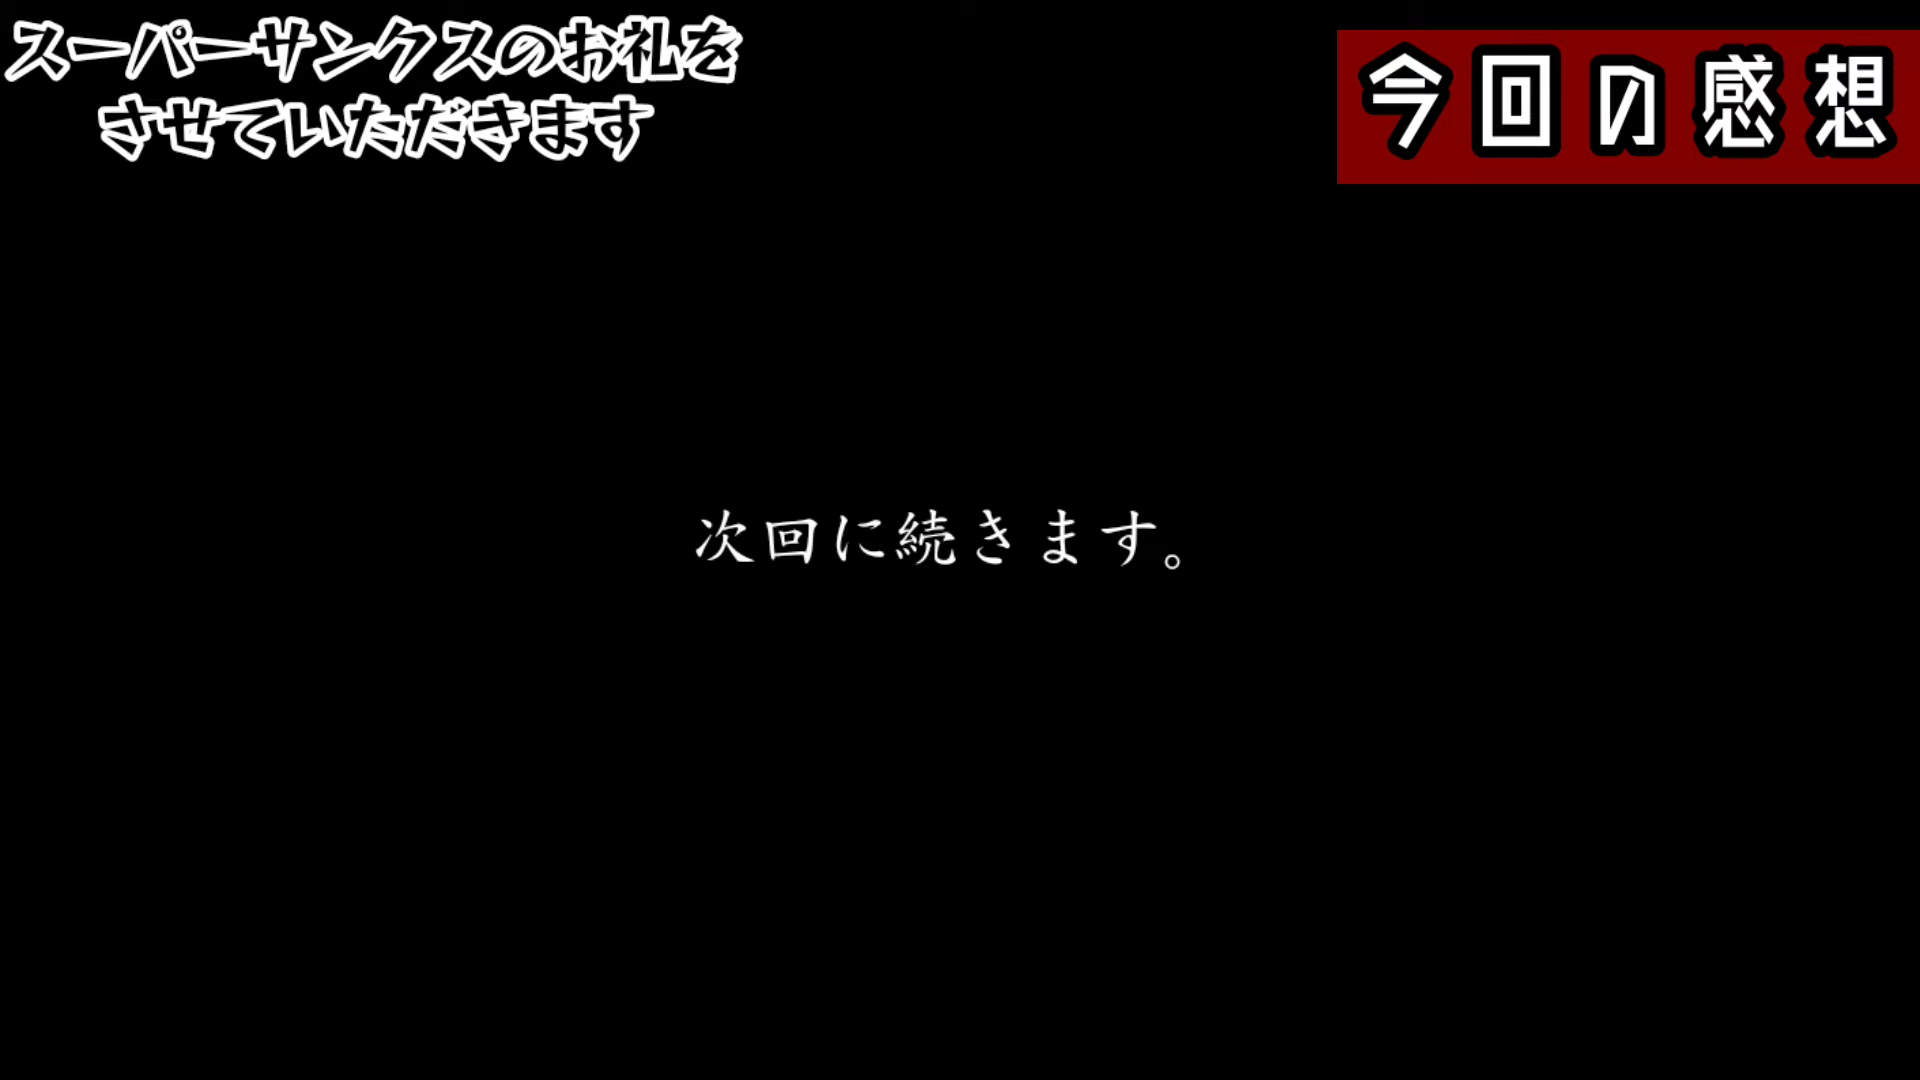 スーパーサンクスのお礼を
させていただきます
今回の感想
次回に続きます。